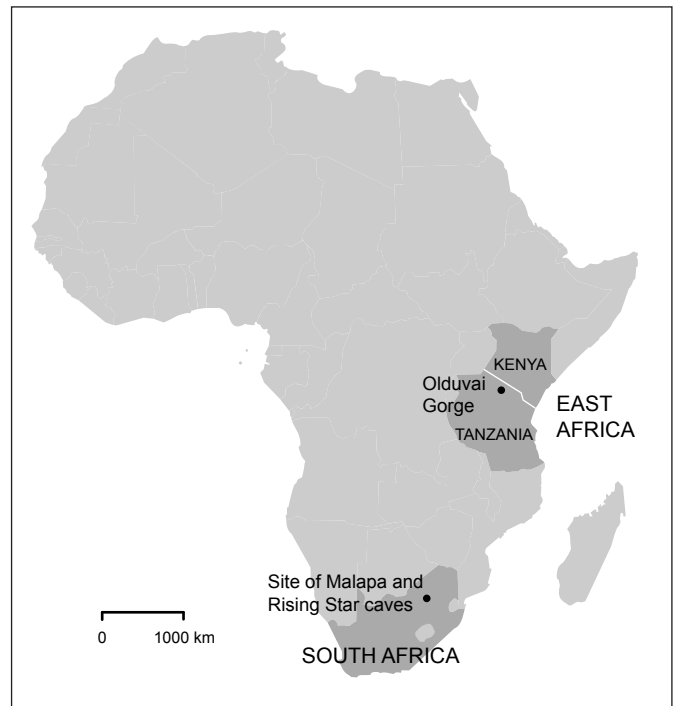 KENYA
Olduvai
Gorge
EAST
AFRICA
TANZANIA
Site of Malapa and
Rising Star caves
0 1000 km
SOUTH AFRICA